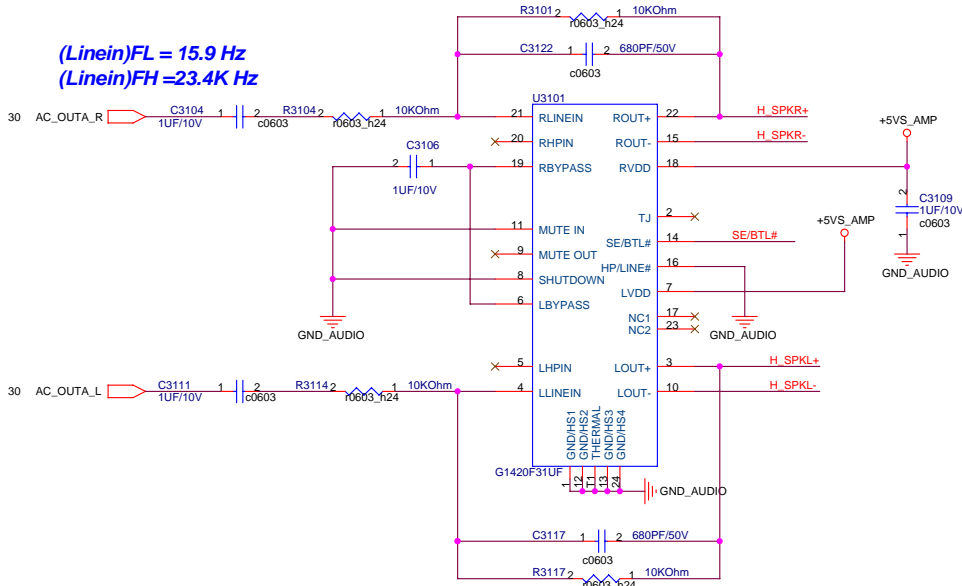 R3101 2 1 10KOhm
r0603_h24
(Linein)FL = 15.9 Hz
(Linein)FH =23.4K Hz
C3122 1 2 680PF/50V
c0603
30 AC_OUTA_R C3104 1 2 R3104 2 1 10KOhm
1UF/10V c0603 r0603_h24
U3101
21 RLINEIN ROUT+ 22 H_SPKR+
20 RHPIN ROUT- 15 H_SPKR-
19 RBYPASS RVDD 18
C3106
2 1
1UF/10V
+5VS_AMP
2 C3109
1UF/10V
1 c0603
GND_AUDIO
TJ 2
11 MUTE IN SE/BTL# 14 SE/BTL#
+5VS_AMP
9 MUTE OUT HP/LINE# 16
8 SHUTDOWN LVDD 7
6 LBYPASS NC1 17
NC2 23
GND_AUDIO
GND_AUDIO
5 LHPIN LOUT+ 3 H_SPKL+
30 AC_OUTA_L C3111 1 2 R3114 2 1 10KOhm
1UF/10V c0603 r0603_h24
4 LLINEIN LOUT- 10 H_SPKL-
GND/HS1
GND/HS2
THERMAL
GND/HS3
GND/HS4
G1420F31UF
1 12 T1 13 24
GND_AUDIO
C3117 1 2 680PF/50V
c0603
R3117 2 1 10KOhm
r0603_h24